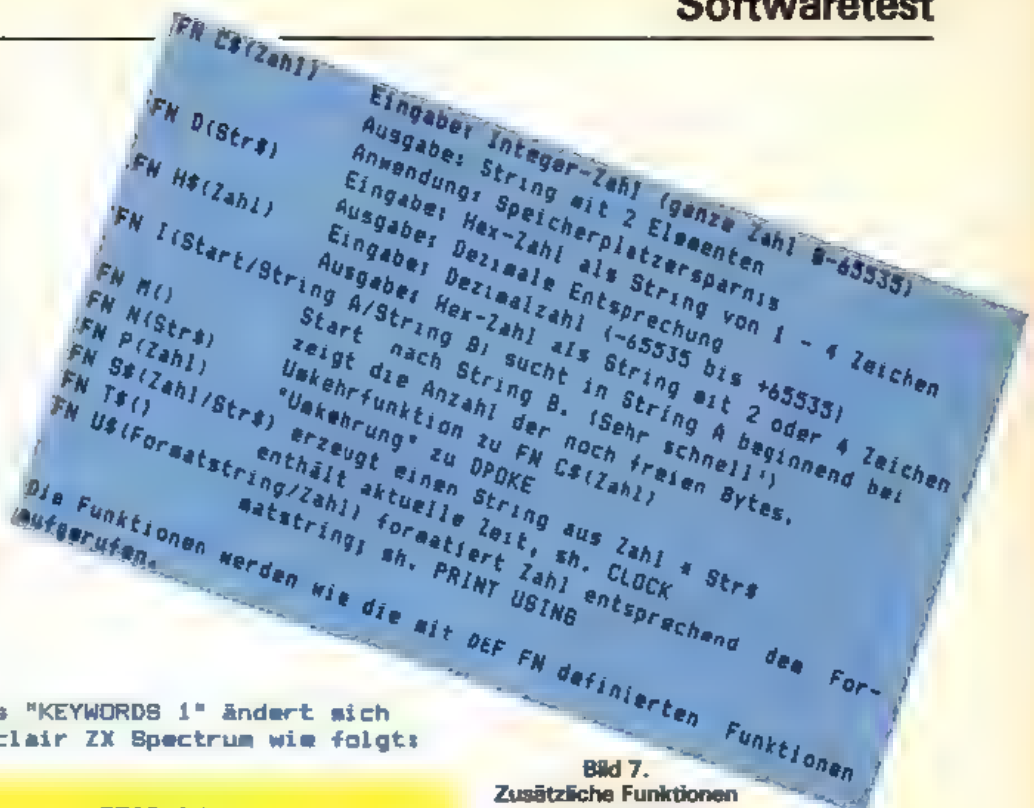 Softwaretest
FN C$(Zahl) Eingabe: Integer-Zahl (ganze Zahl 0-65535)
Ausgabe: String mit 2 Elementen
Anwendung: Speicherplatzersparnis
FN D(Str$) Eingabe: Hex-Zahl als String von 1 - 4 Zeichen
Ausgabe: Dezimale Entsprechung
FN H$(Zahl) Eingabe: Dezimalzahl (-65535 bis +65535)
Ausgabe: Hex-Zahl als String mit 2 oder 4 Zeichen
FN I(Start/String A/String B) sucht in String A beginnend bei
Start nach String B. (Sehr schnell!)
FN M() zeigt die Anzahl der noch freien Bytes.
FN N(Str$) Umkehrfunktion zu FN C$(Zahl)
FN P(Zahl) "Umkehrung" zu DPOKE
FN S$(Zahl/Str$) erzeugt einen String aus Zahl * Str$
FN T$() enthält aktuelle Zeit, sh. CLOCK
FN U$(Formatstring/Zahl) formatiert Zahl entsprechend dem For-
matstring; sh. PRINT USING
Die Funktionen werden wie die mit DEF FN definierten Funktionen
aufgerufen.
s "KEYWORDS 1" ändert sich
clair ZX Spectrum wie folgt:
Bild 7.
Zusätzliche Funktionen